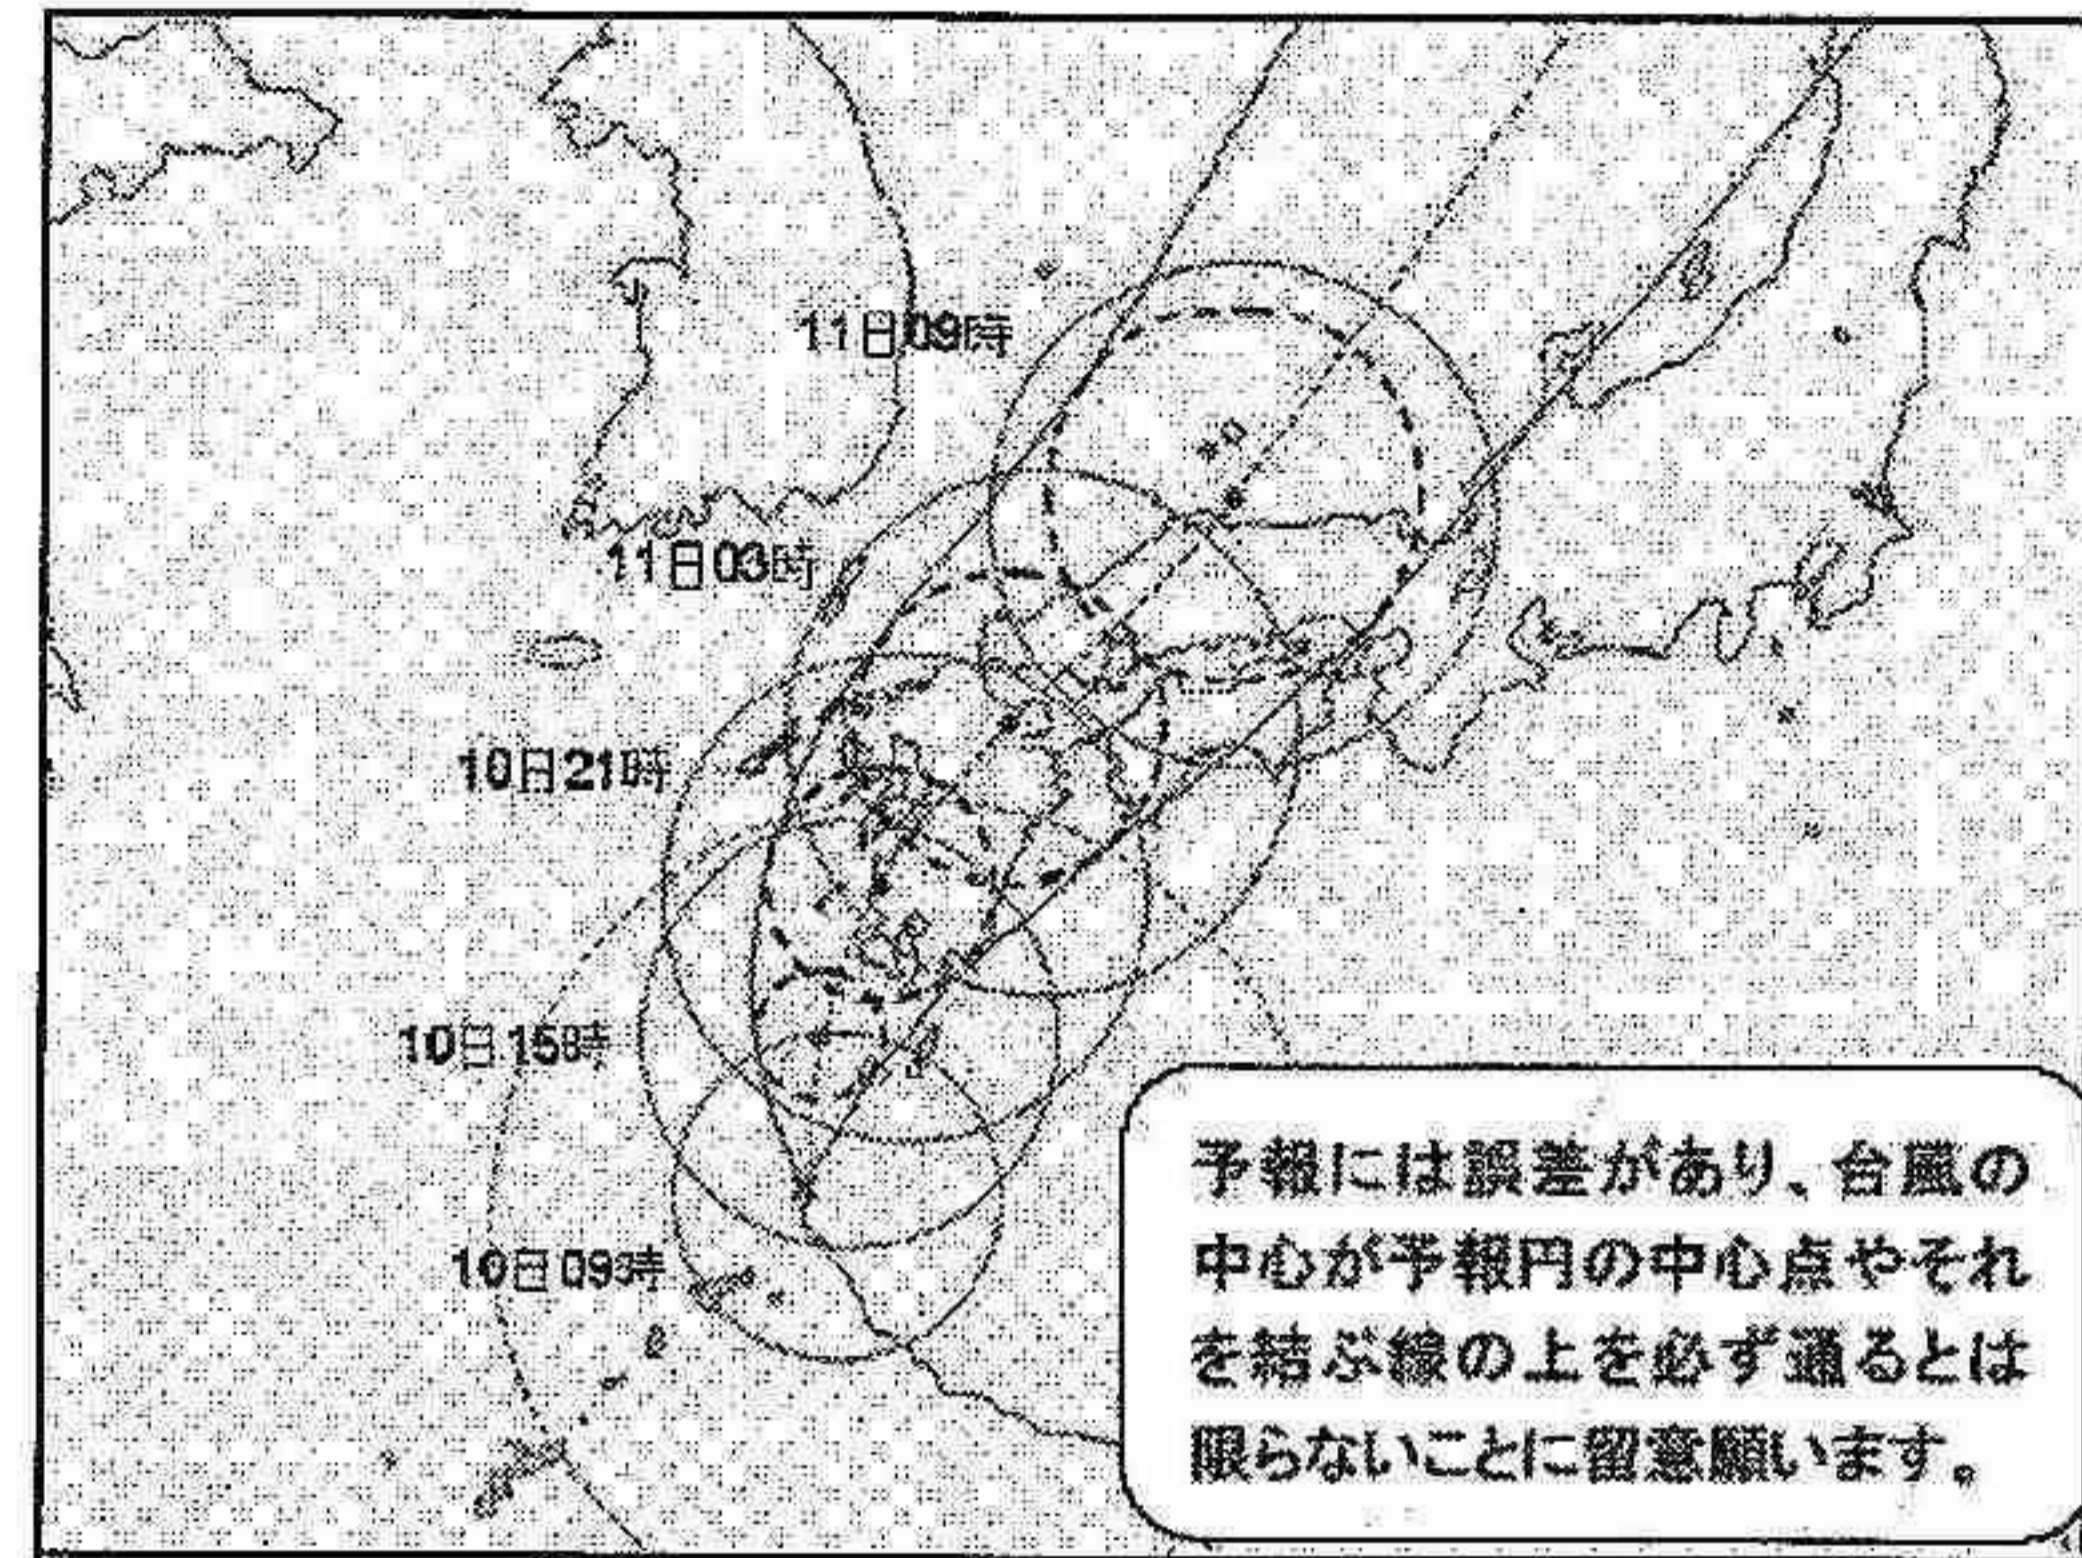 11日09時
11日03時
10日21時
10日15時
10日09時
予報には誤差があり、台風の
中心が予報円の中心点やそれ
を結ぶ線の上を必ず通るとは
限らないことに留意願います。